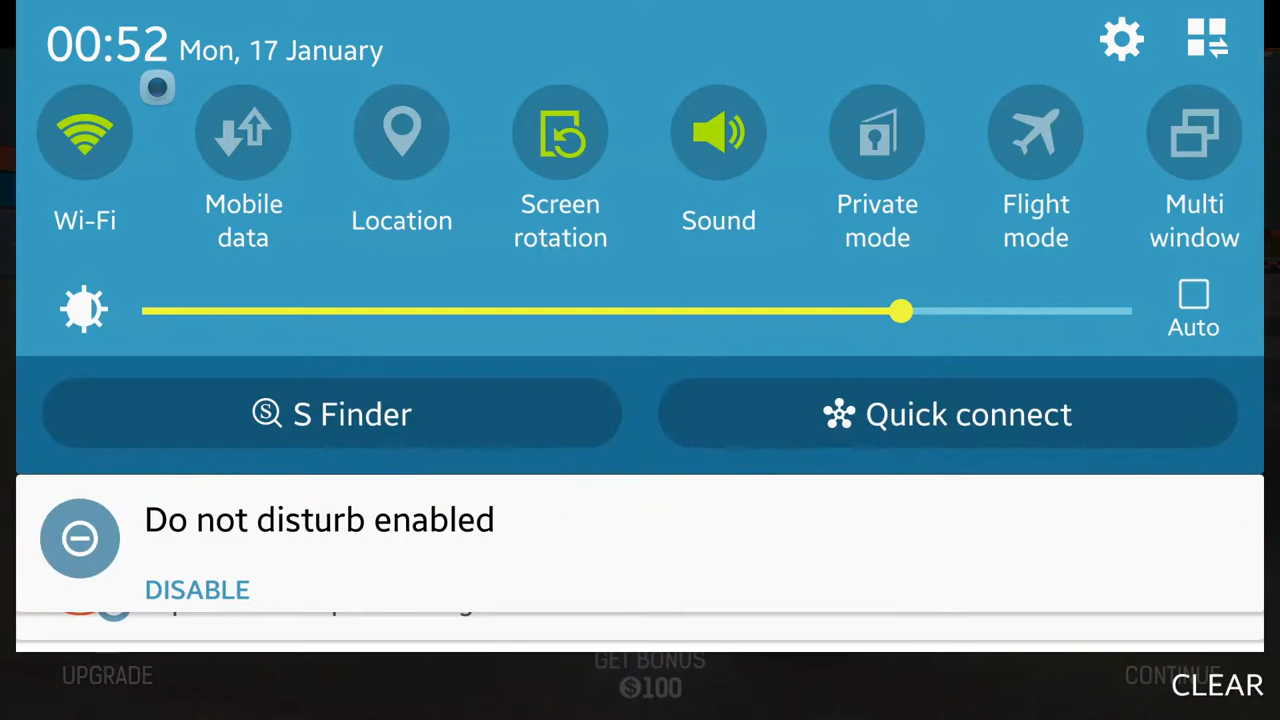 00:52 Mon, 17 January
Wi-Fi
Mobile
data
Location
Screen
rotation
Sound
Private
mode
Flight
mode
Multi
window
Auto
S Finder
Quick connect
Do not disturb enabled
DISABLE
UPGRADE
GET BONUS
$100
CONTINUE
CLEAR